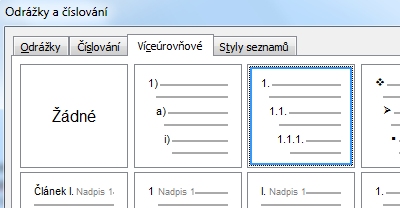 Odrážky a číslování
Odrážky Číslování Víceúrovňové Styly seznamů
Žádné
1)
a)
i)
1.
1.1.
1.1.1.
Článek I. Nadpis 1
1 Nadpis 1
I. Nadpis 1
1.